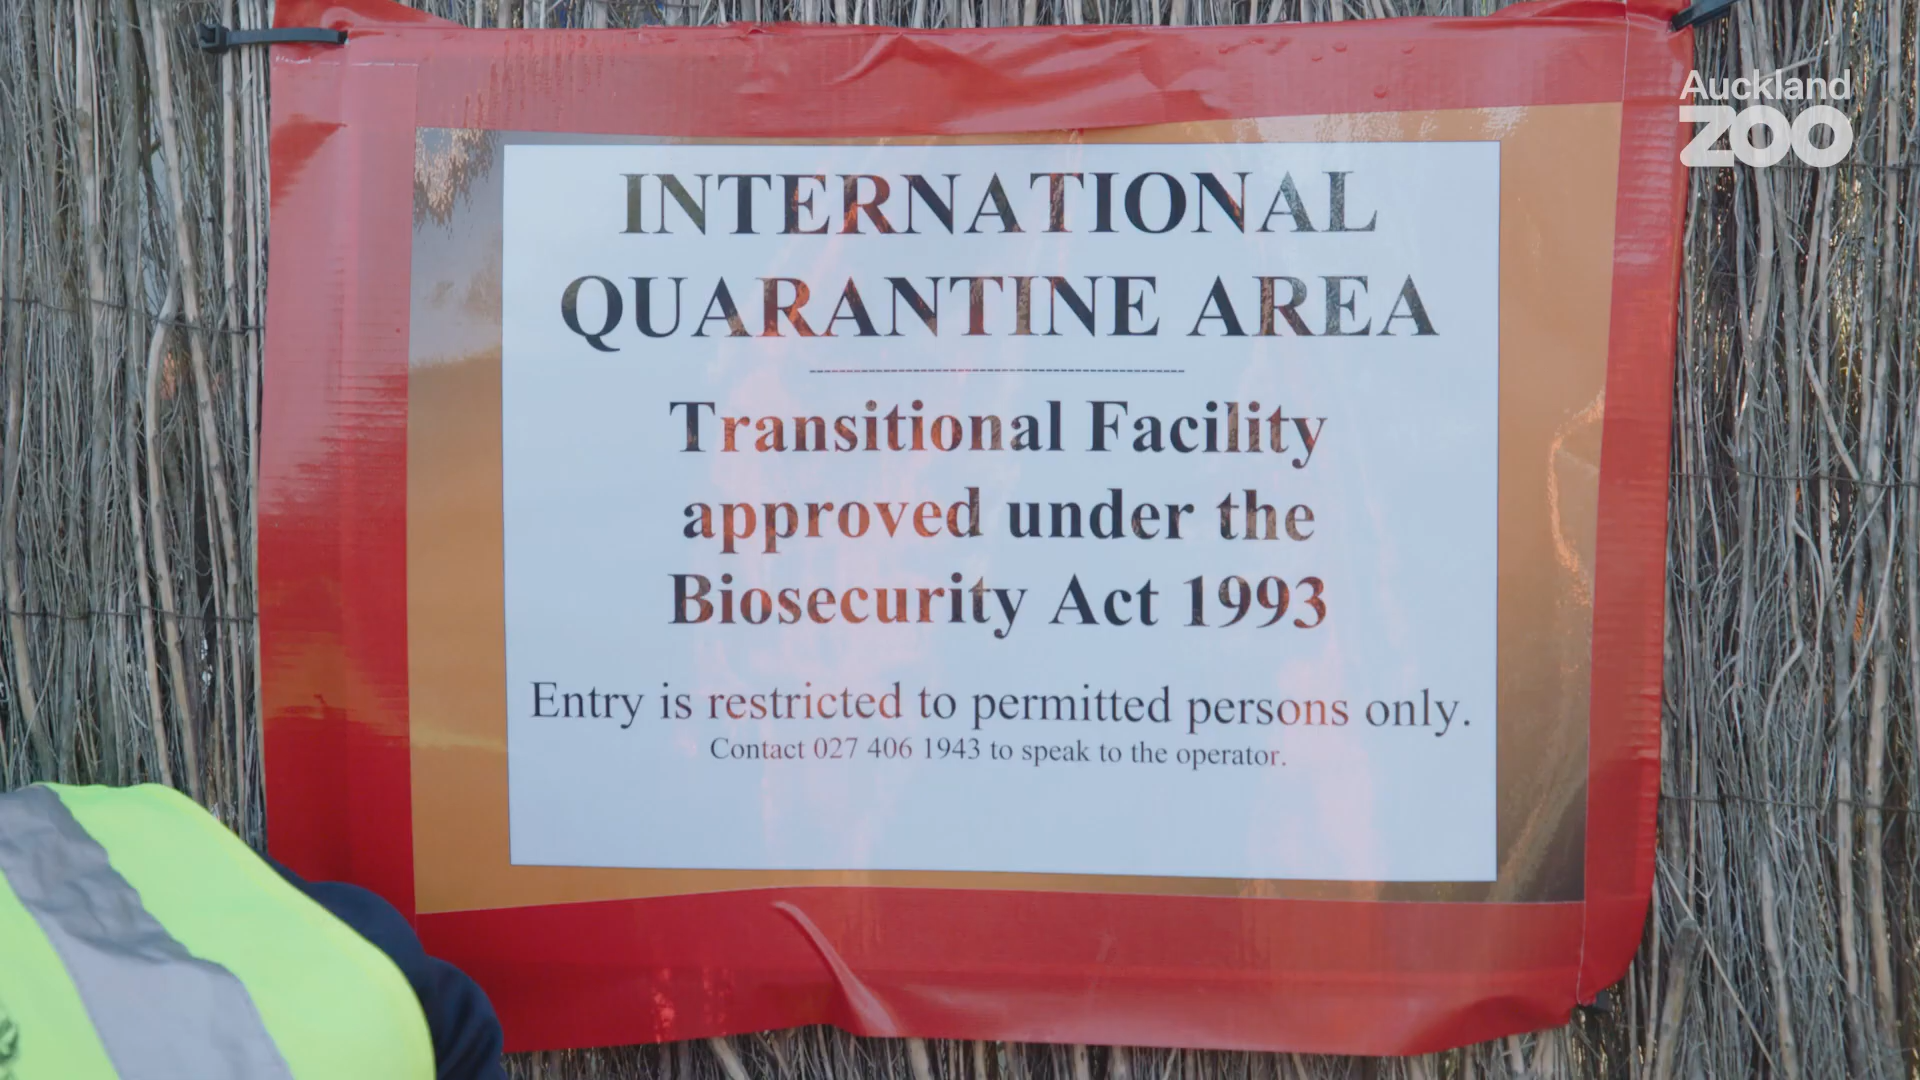 Auckland
ZOO
INTERNATIONAL
QUARANTINE AREA
Transitional Facility
approved under the
Biosecurity Act 1993
Entry is restricted to permitted persons only.
Contact 027 406 1943 to speak to the operator.